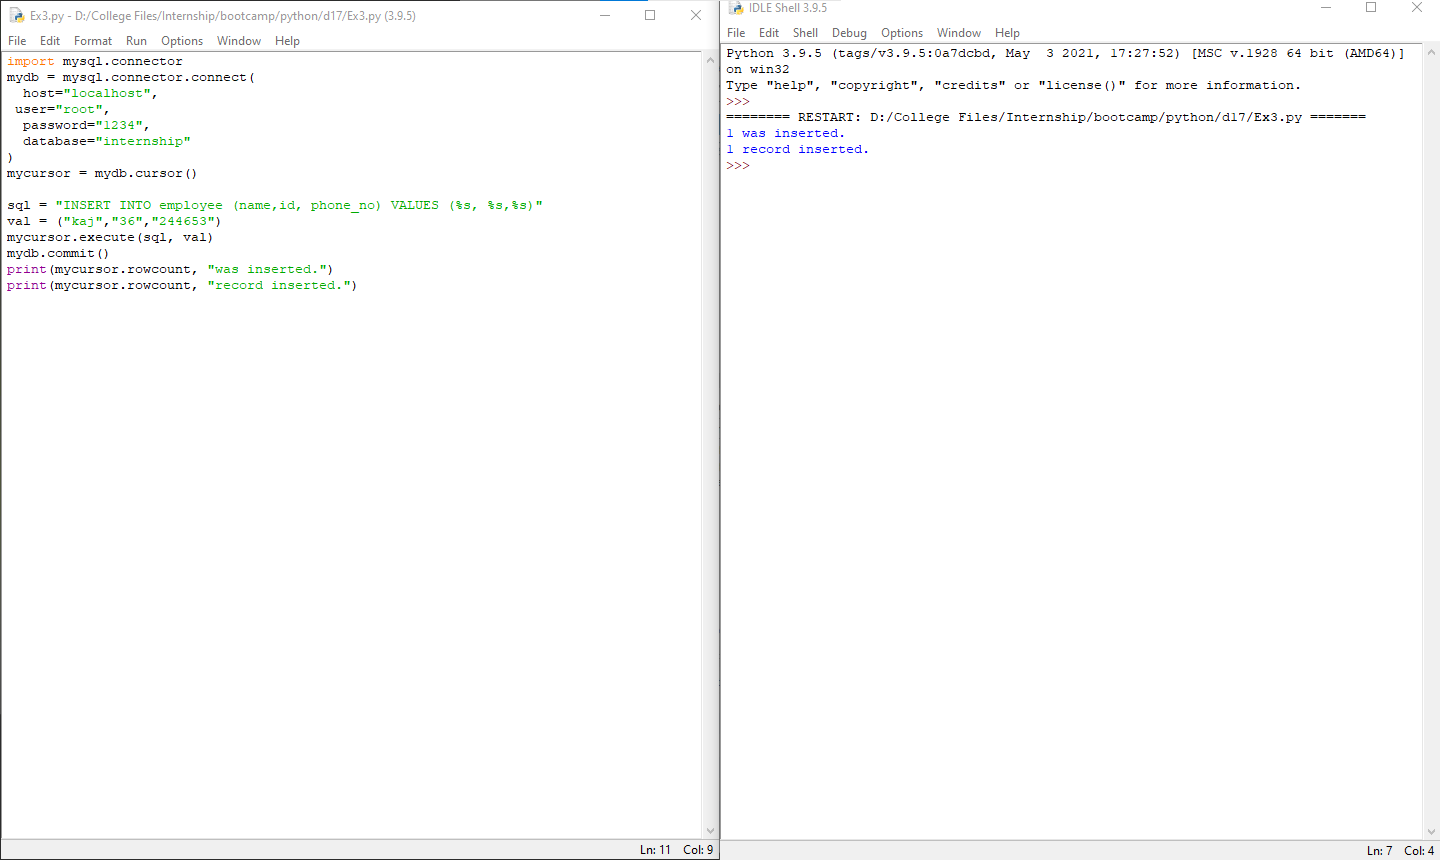 Ex3.py - D:/College Files/Internship/bootcamp/python/d17/Ex3.py (3.9.5)
File Edit Format Run Options Window Help
import mysql.connector
mydb = mysql.connector.connect(
  host="localhost",
 user="root",
  password="1234",
  database="internship"
)
mycursor = mydb.cursor()

sql = "INSERT INTO employee (name,id, phone_no) VALUES (%s, %s,%s)"
val = ("kaj","36","244653")
mycursor.execute(sql, val)
mydb.commit()
print(mycursor.rowcount, "was inserted.")
print(mycursor.rowcount, "record inserted.")
Ln: 11 Col: 9
IDLE Shell 3.9.5
File Edit Shell Debug Options Window Help
Python 3.9.5 (tags/v3.9.5:0a7dcbd, May  3 2021, 17:27:52) [MSC v.1928 64 bit (AMD64)]
on win32
Type "help", "copyright", "credits" or "license()" for more information.
>>>
======== RESTART: D:/College Files/Internship/bootcamp/python/d17/Ex3.py =======
1 was inserted.
1 record inserted.
>>>
Ln: 7 Col: 4